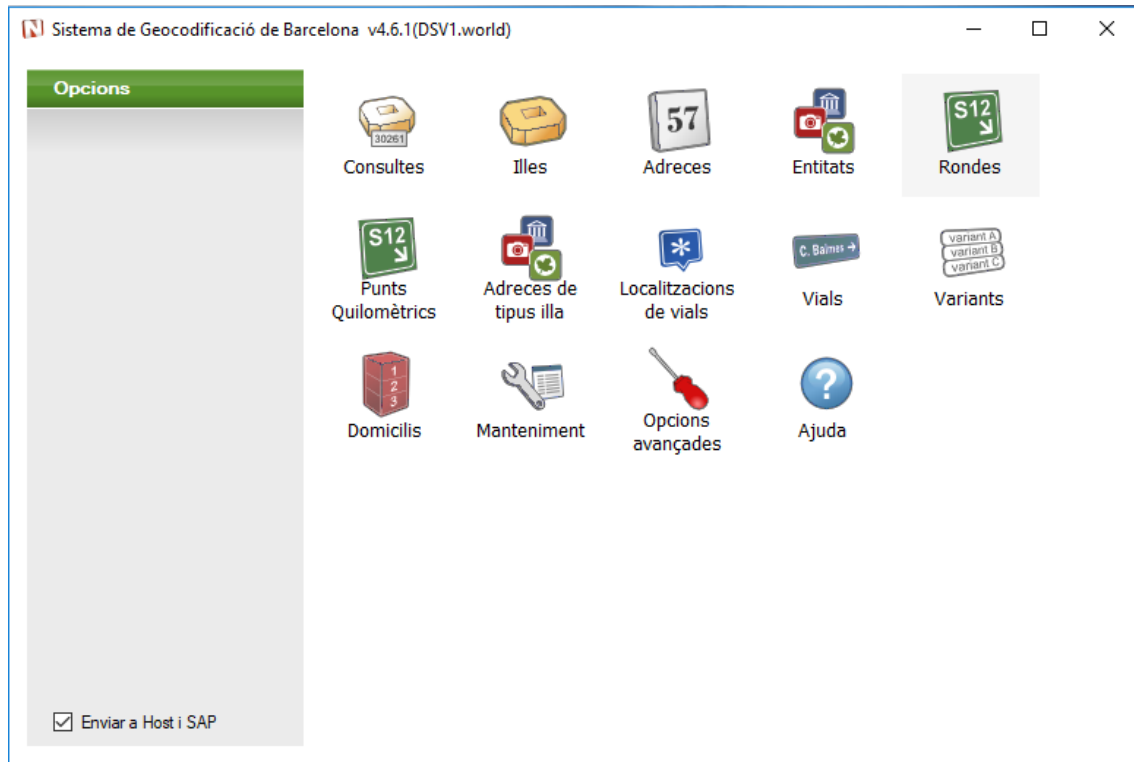 Sistema de Geocodificació de Barcelona v4.6.1(DSV1.world)
Opcions
30261
Consultes
Illes
57
Adreces
Entitats
S12
Rondes
S12
Punts
Quilomètrics
Adreces de
tipus illa
Localitzacions
de vials
C. Balmes →
Vials
variant A
variant B
variant C
Variants
1
2
3
Domicilis
Manteniment
Opcions
avançades
?
Ajuda
Enviar a Host i SAP